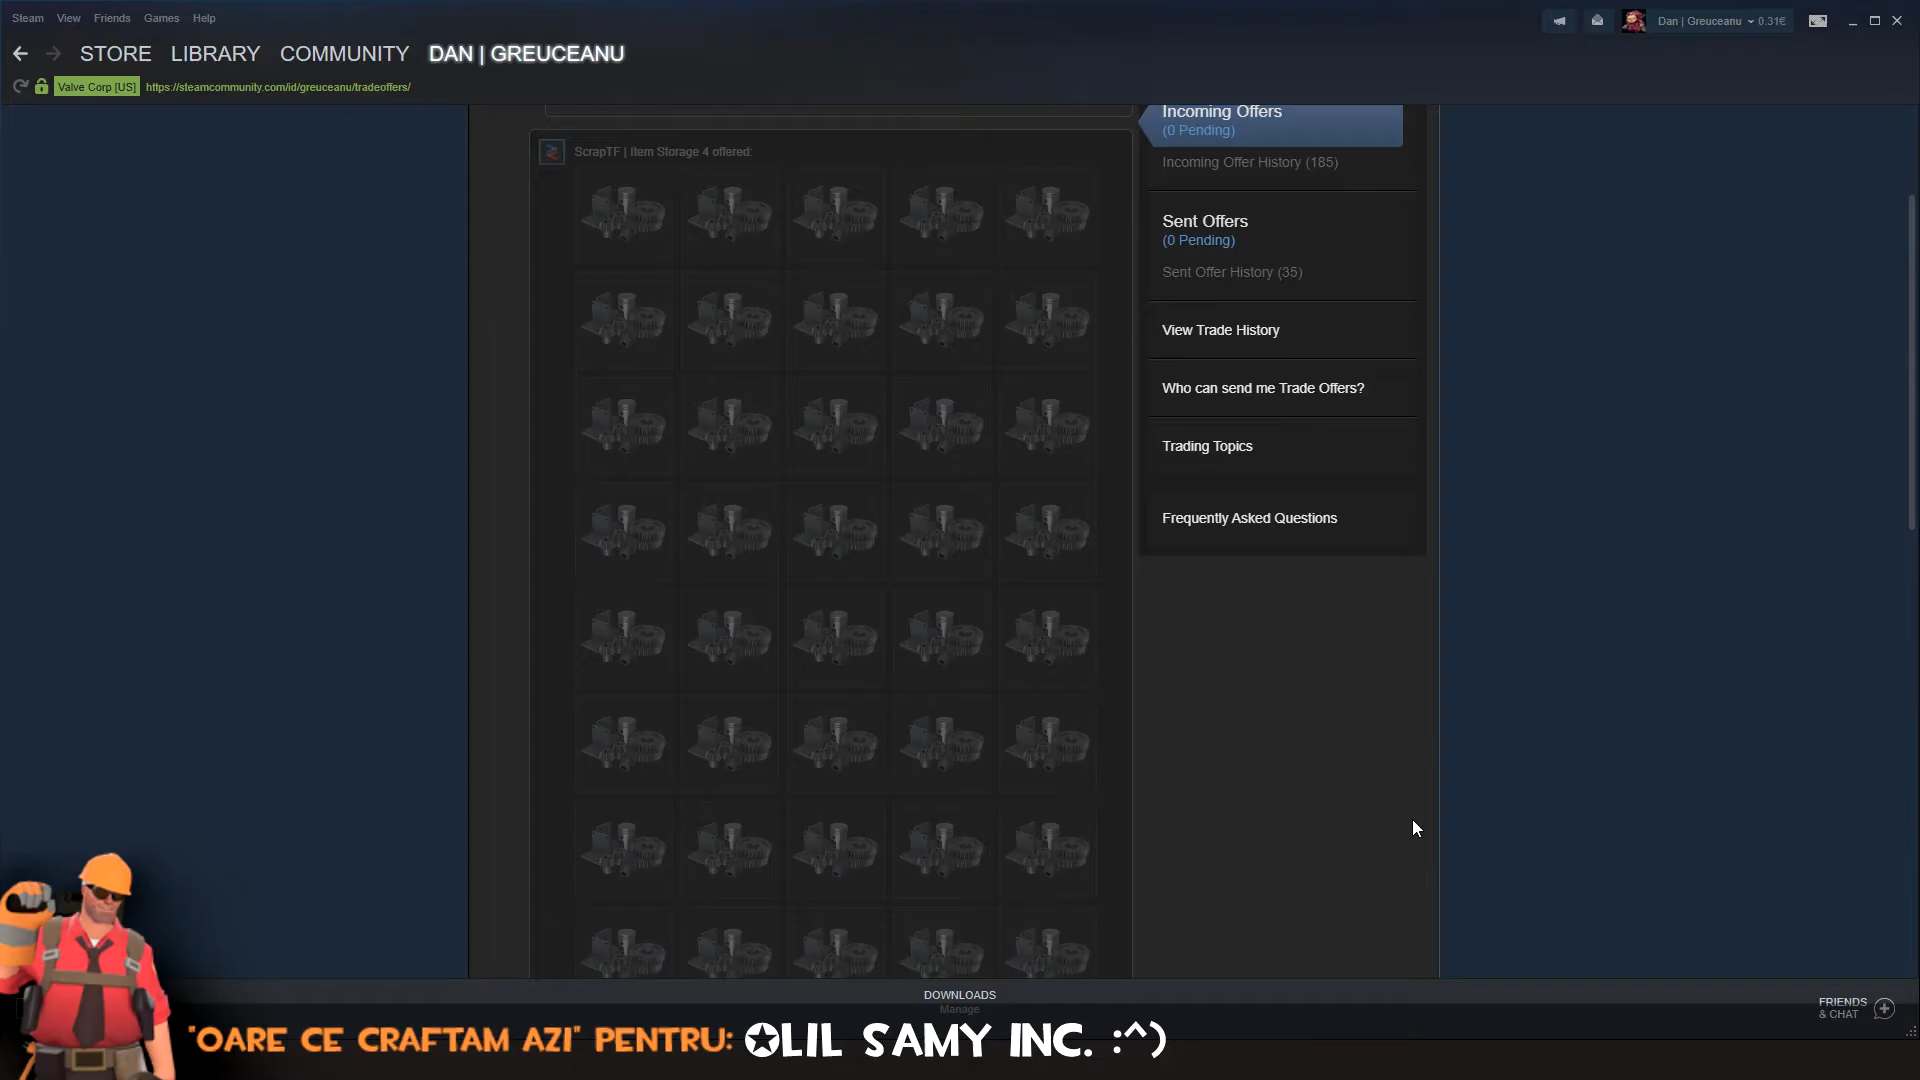 Steam View Friends Games Help
Dan | Greuceanu 0.31€
STORE LIBRARY COMMUNITY DAN | GREUCEANU
Valve Corp [US] https://steamcommunity.com/id/greuceanu/tradeoffers/
Incoming Offers
(0 Pending)
ScrapTF | Item Storage 4 offered:
Incoming Offer History (185)
Sent Offers
(0 Pending)
Sent Offer History (35)
View Trade History
Who can send me Trade Offers?
Trading Topics
Frequently Asked Questions
DOWNLOADS
Manage
FRIENDS
& CHAT
"OARE CE CRAFTAM AZI" PENTRU: ✪LIL SAMY INC. :^)